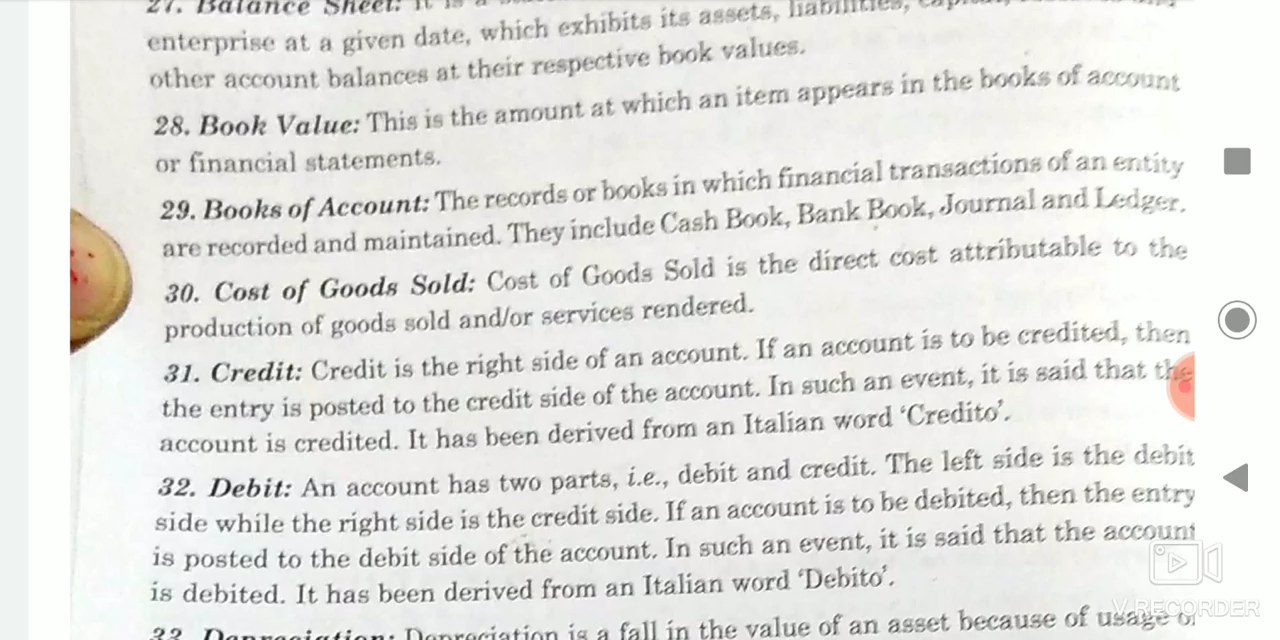 27. Balance Sheet: It is a
enterprise at a given date, which exhibits its assets, liabilities,
other account balances at their respective book values.
28. Book Value: This is the amount at which an item appears in the books of account
or financial statements.
29. Books of Account: The records or books in which financial transactions of an entity
are recorded and maintained. They include Cash Book, Bank Book, Journal and Ledger.
30. Cost of Goods Sold: Cost of Goods Sold is the direct cost attributable to the
production of goods sold and/or services rendered.
31. Credit: Credit is the right side of an account. If an account is to be credited, then
the entry is posted to the credit side of the account. In such an event, it is said that the
account is credited. It has been derived from an Italian word ‘Credito’.
32. Debit: An account has two parts, i.e., debit and credit. The left side is the debit
side while the right side is the credit side. If an account is to be debited, then the entry
is posted to the debit side of the account. In such an event, it is said that the account
is debited. It has been derived from an Italian word ‘Debito’.
33. Depreciation: Depreciation is a fall in the value of an asset because of usage or
V.RECORDER